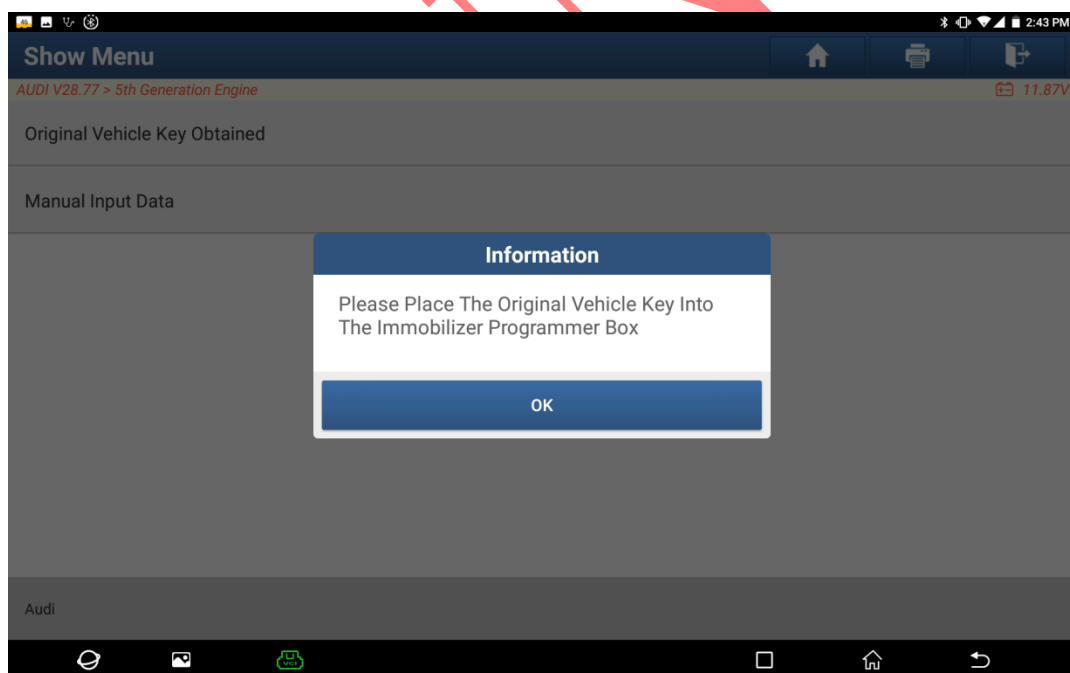 2:43 PM
Show Menu
AUDI V28.77 > 5th Generation Engine
11.87V
Original Vehicle Key Obtained
Manual Input Data
Information
Please Place The Original Vehicle Key Into
The Immobilizer Programmer Box
OK
Audi
VCI